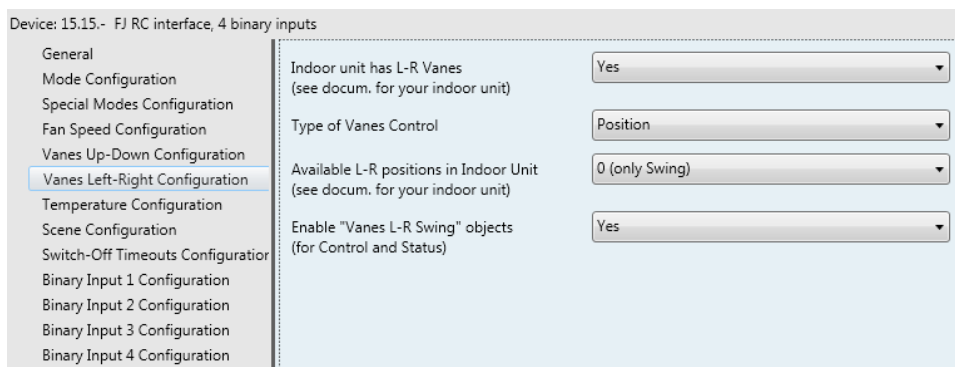 Device: 15.15.- FJ RC interface, 4 binary inputs
General
Mode Configuration
Special Modes Configuration
Fan Speed Configuration
Vanes Up-Down Configuration
Vanes Left-Right Configuration
Temperature Configuration
Scene Configuration
Switch-Off Timeouts Configuration
Binary Input 1 Configuration
Binary Input 2 Configuration
Binary Input 3 Configuration
Binary Input 4 Configuration
Indoor unit has L-R Vanes
(see docum. for your indoor unit)
Yes
Type of Vanes Control
Position
Available L-R positions in Indoor Unit
(see docum. for your indoor unit)
0 (only Swing)
Enable "Vanes L-R Swing" objects
(for Control and Status)
Yes